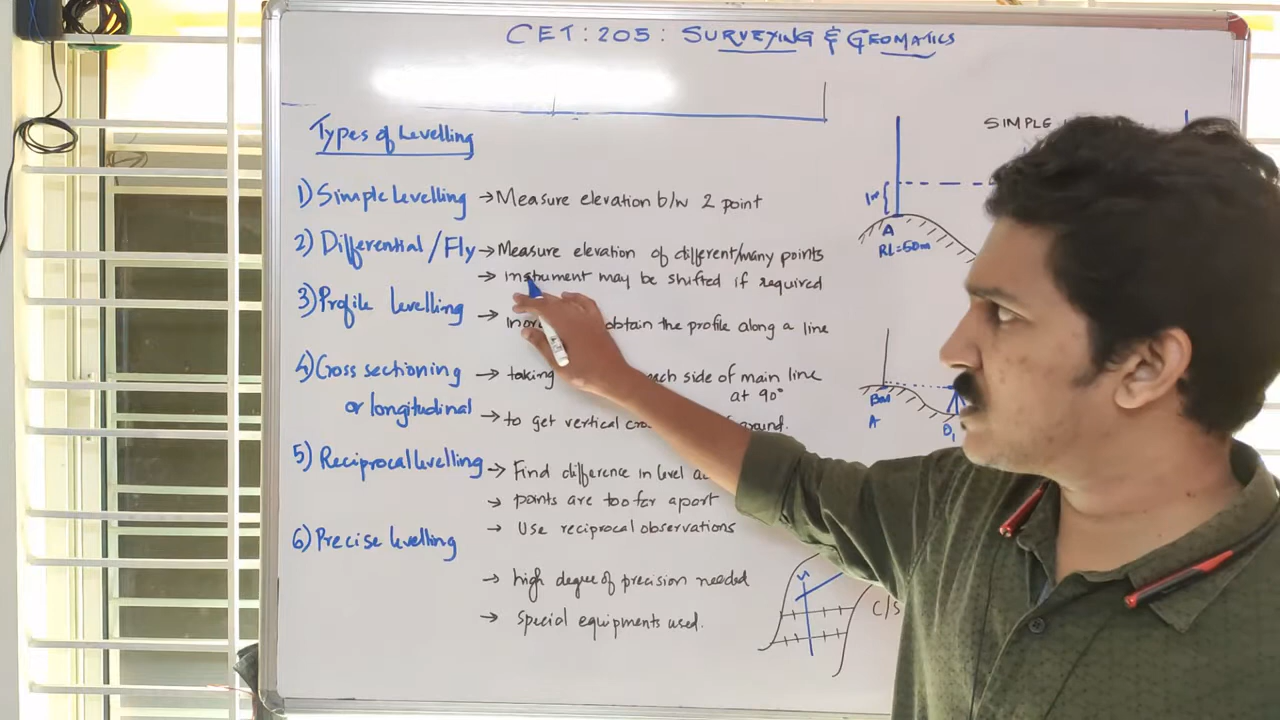 CET: 205: SURVEYING & GEOMATICS
Types of Levelling
1) Simple Levelling → Measure elevation b/w 2 point
2) Differential / Fly → Measure elevation of different/many points
→ instrument may be shifted if required
3) Profile levelling → obtain the profile along a line
4) Cross sectioning → taking side of main line
at 90°
or longitudinal → to get vertical
5) Reciprocal levelling → Find difference in level
→ points are too far apart
→ Use reciprocal observations
6) Precise levelling
→ high degree of precision needed
→ special equipments used.
SIMPLE
1m
A
RL=50m
BM
A
O1
C/S